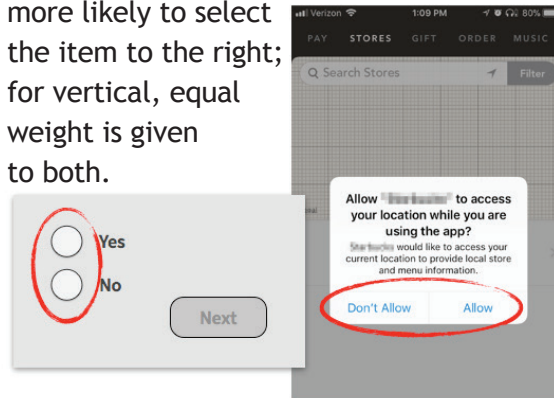 more likely to select
the item to the right;
for vertical, equal
weight is given
to both.
Yes
No
Next
Verizon 1:09 PM 80%
PAY STORES GIFT ORDER MUSIC
Search Stores Filter
Allow " " to access
your location while you are
using the app?
would like to access your
current location to provide local store
and menu information.
Don't Allow Allow